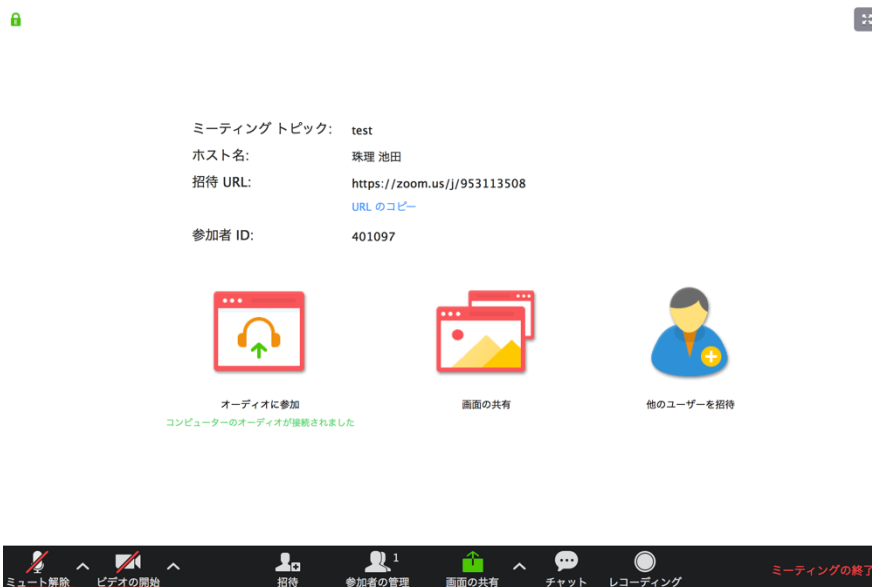 ミーティング トピック: test
ホスト名: 珠理 池田
招待 URL: https://zoom.us/j/953113508
URL のコピー
参加者 ID: 401097
オーディオに参加 画面の共有 他のユーザーを招待
コンピューターのオーディオが接続されました
1
ミュート解除 ビデオの開始 招待 参加者の管理 画面の共有 チャット レコーディング ミーティングの終了